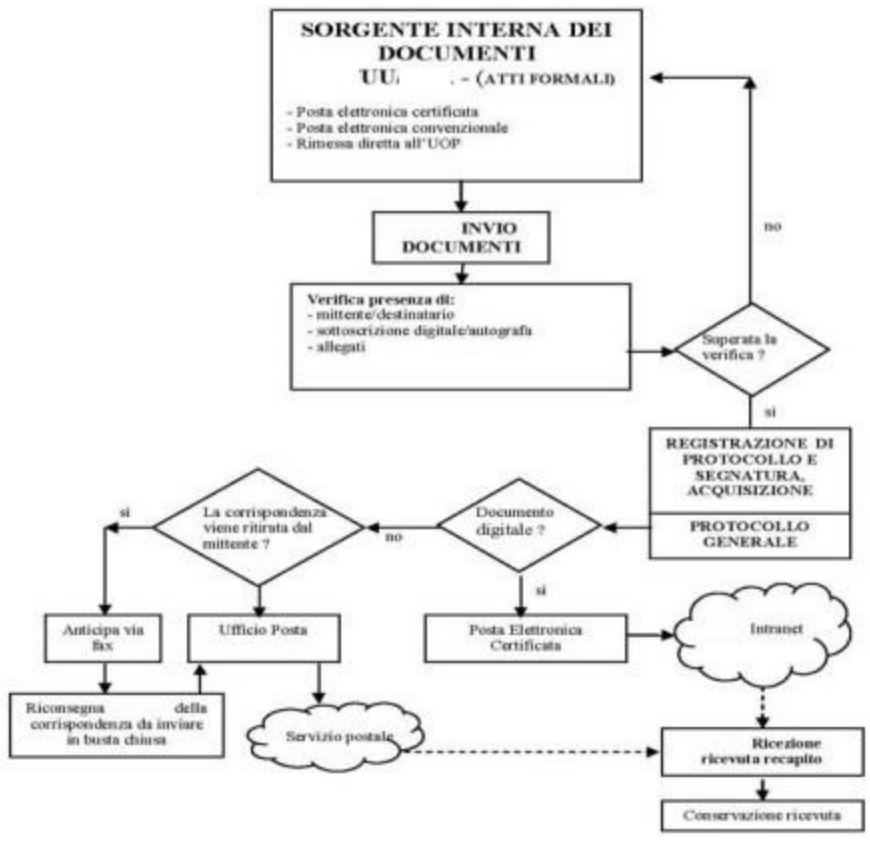 SORGENTE INTERNA DEI
DOCUMENTI
UU. . - (ATTI FORMALI)
- Posta elettronica certificata
- Posta elettronica convenzionale
- Rimessa diretta all'UOP
INVIO
DOCUMENTI
no
Verifica presenza di:
- mittente/destinatario
- sottoscrizione digitale/autografa
- allegati
Superata la
verifica ?
si
REGISTRAZIONE DI
PROTOCOLLO E
SEGNATURA,
ACQUISIZIONE
PROTOCOLLO
GENERALE
Documento
digitale ?
no
si
La corrispondenza
viene ritirata dal
mittente ?
si
Anticipa via
fax
Ufficio Posta
Posta Elettronica
Certificata
Intranet
Riconsegna della
corrispondenza da inviare
in busta chiusa
Servizio postale
Ricezione
ricevuta recapito
Conservazione ricevuta